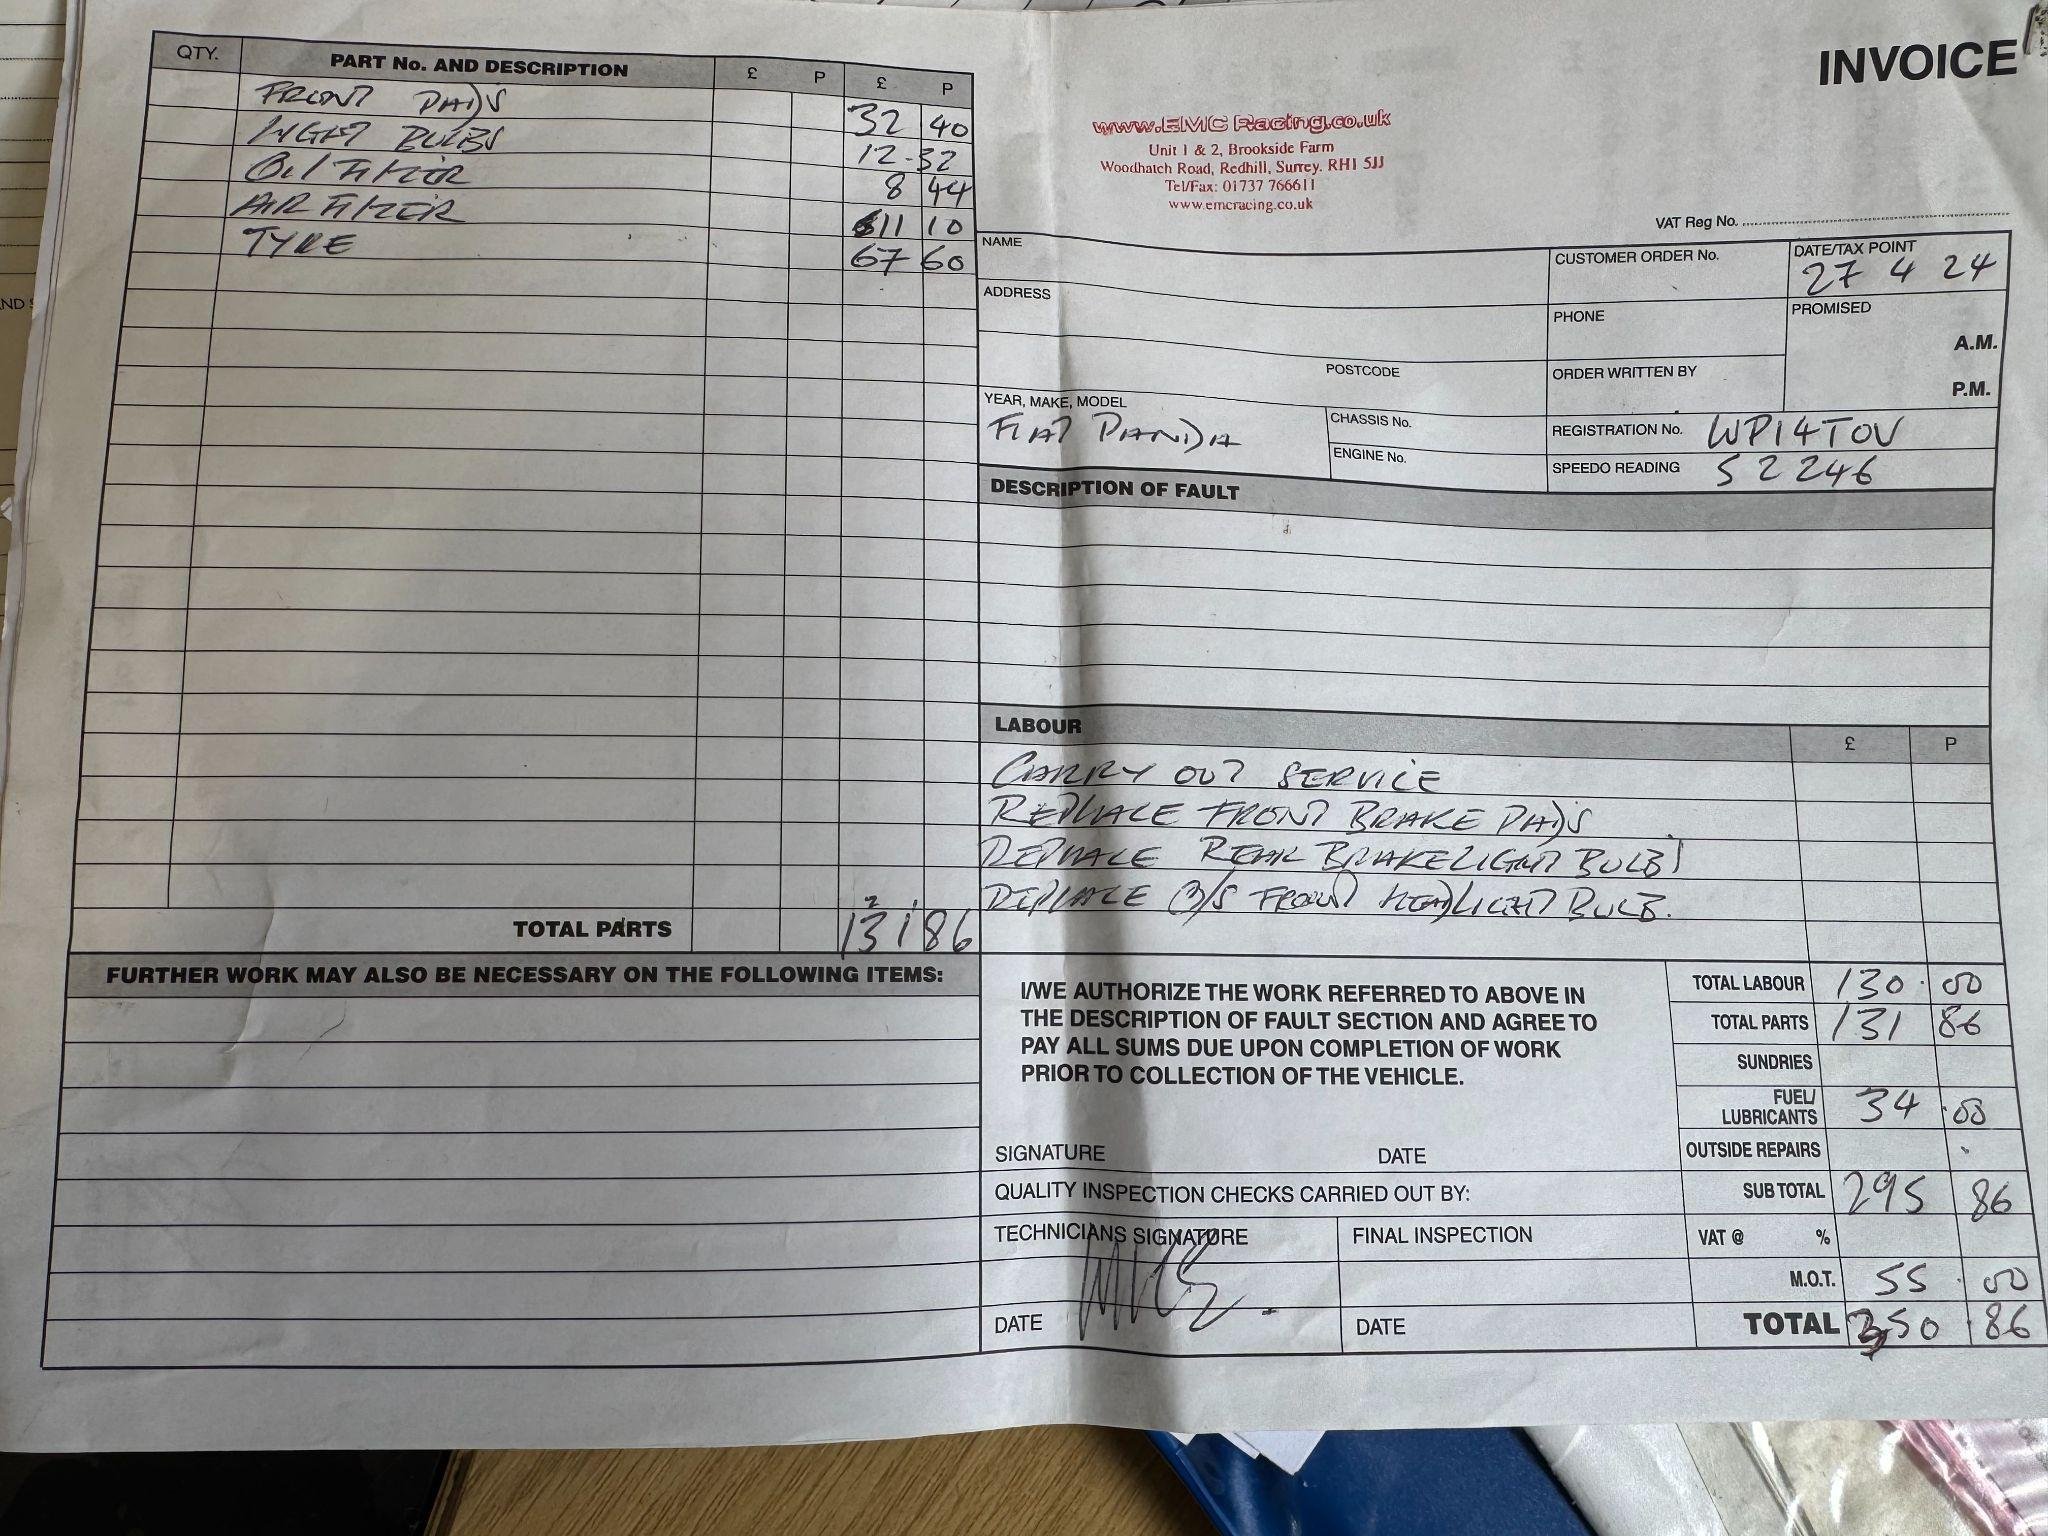 INVOICE
QTY. PART No. AND DESCRIPTION £ P £ P
FRONT PADS 32 40
LIGHT BULBS 12-32
OIL FILTER 8 44
AIR FILTER 11 10
TYRE 67 60
TOTAL PARTS 131 86
FURTHER WORK MAY ALSO BE NECESSARY ON THE FOLLOWING ITEMS:
www.EMC Racing.co.uk
Unit 1 & 2, Brookside Farm
Woodhatch Road, Redhill, Surrey. RH1 5JJ
Tel/Fax: 01737 766611
www.emcracing.co.uk
VAT Reg No.
NAME
CUSTOMER ORDER No.
DATE/TAX POINT
27 4 24
ADDRESS
PHONE
PROMISED
A.M.
POSTCODE
ORDER WRITTEN BY
P.M.
YEAR, MAKE, MODEL
FIAT PANDA
CHASSIS No.
REGISTRATION No. WP14TOV
ENGINE No.
SPEEDO READING 52246
DESCRIPTION OF FAULT
LABOUR £ P
CARRY OUT SERVICE
REPLACE FRONT BRAKE PADS
REPLACE REAR BRAKELIGHT BULB
REPLACE FRONT HEADLIGHT BULB.
I/WE AUTHORIZE THE WORK REFERRED TO ABOVE IN
THE DESCRIPTION OF FAULT SECTION AND AGREE TO
PAY ALL SUMS DUE UPON COMPLETION OF WORK
PRIOR TO COLLECTION OF THE VEHICLE.
SIGNATURE DATE
QUALITY INSPECTION CHECKS CARRIED OUT BY:
TECHNICIANS SIGNATURE
FINAL INSPECTION
DATE
DATE
TOTAL LABOUR 130.00
TOTAL PARTS 131 86
SUNDRIES
FUEL/
LUBRICANTS 34.00
OUTSIDE REPAIRS
SUB TOTAL 295 86
VAT @ %
M.O.T. 55.00
TOTAL 350.86